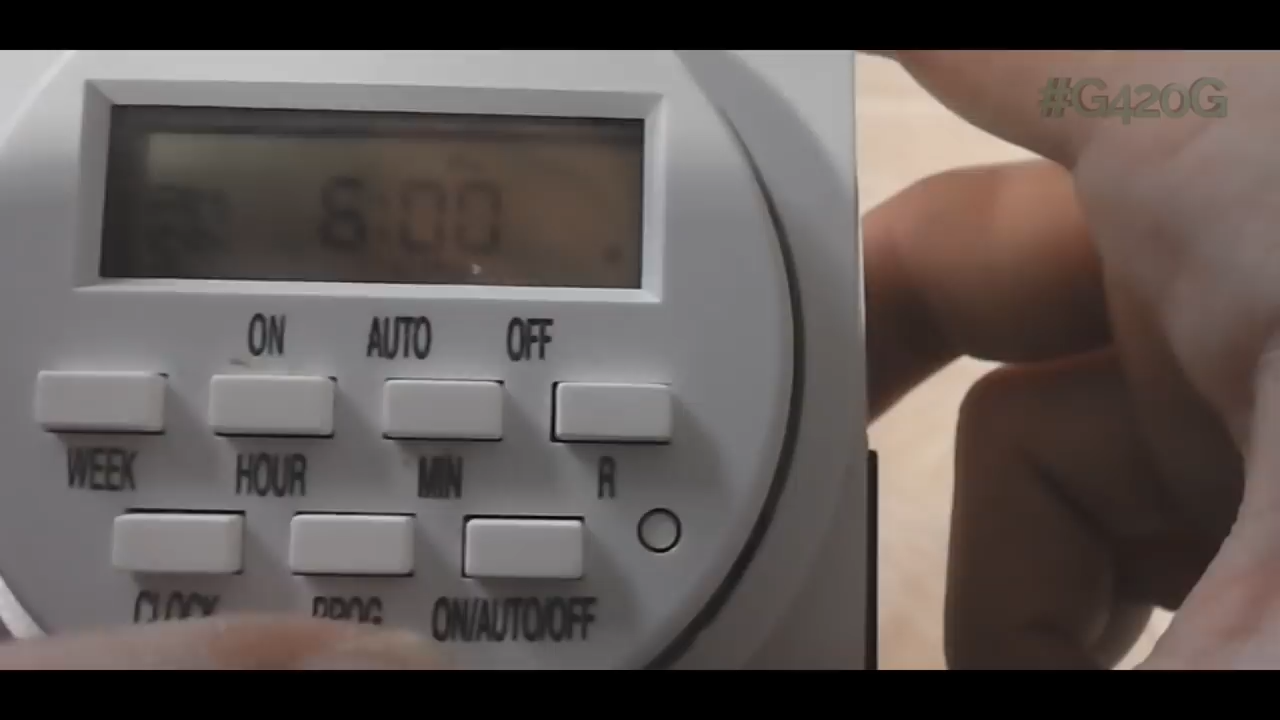 #G420G
6:00
ON AUTO OFF
WEEK HOUR MIN R
CLOCK PROG ON/AUTO/OFF